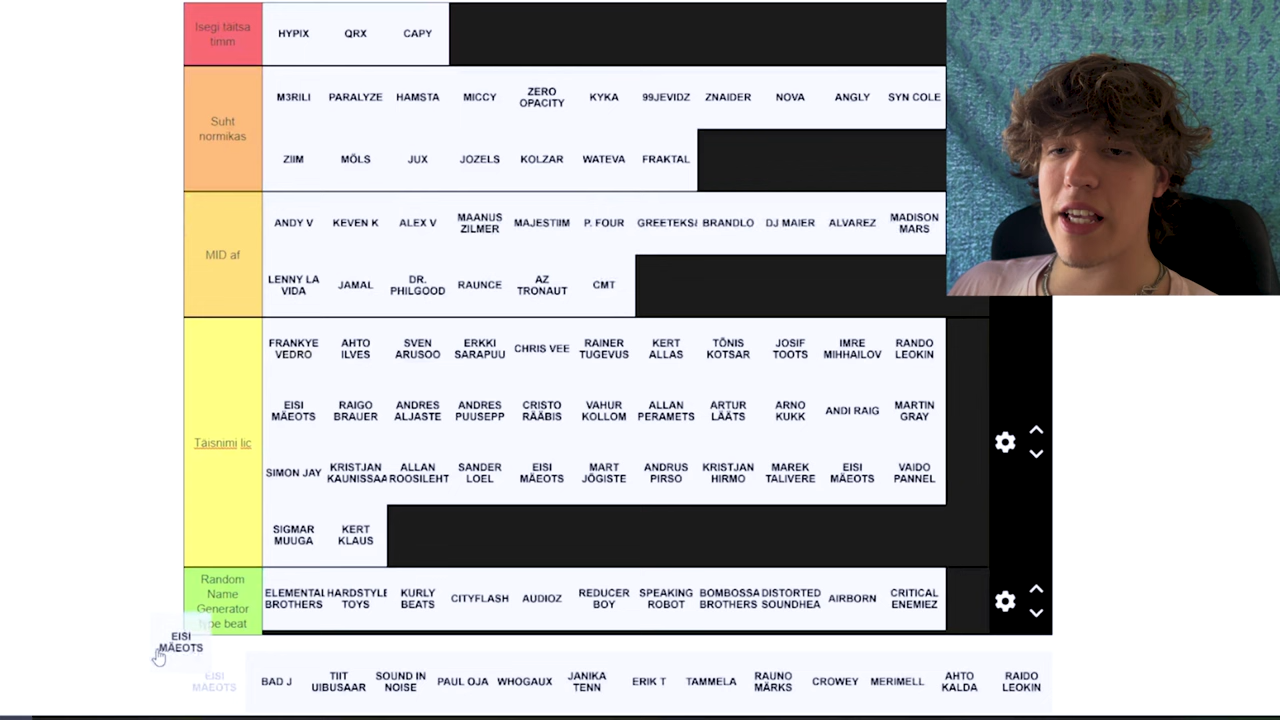 Isegi täitsa
timm
HYPIX
QRX
CAPY
Suht
normikas
M3RILI
PARALYZE
HAMSTA
MICCY
ZERO
OPACITY
KYKA
99JEVIDZ
ZNAIDER
NOVA
ANGLY
SYN COLE
ZIIM
MÖLS
JUX
JOZELS
KOLZAR
WATEVA
FRAKTAL
MID af
ANDY V
KEVEN K
ALEX V
MAANUS
ZILMER
MAJESTIIM
P. FOUR
GREETEKSA
BRANDLO
DJ MAIER
ALVAREZ
MADISON
MARS
LENNY LA
VIDA
JAMAL
DR.
PHILGOOD
RAUNCE
AZ
TRONAUT
CMT
Täisnimi lic
FRANKYE
VEDRO
AHTO
ILVES
SVEN
ARUSOO
ERKKI
SARAPUU
CHRIS VEE
RAINER
TUGEVUS
KERT
ALLAS
TÕNIS
KOTSAR
JOSIF
TOOTS
IMRE
MIHHAILOV
RANDO
LEOKIN
EISI
MÄEOTS
RAIGO
BRAUER
ANDRES
ALJASTE
ANDRES
PUUSEPP
CRISTO
RÄÄBIS
VAHUR
KOLLOM
ALLAN
PERAMETS
ARTUR
LÄÄTS
ARNO
KUKK
ANDI RAIG
MARTIN
GRAY
SIMON JAY
KRISTJAN
KAUNISSAA
ALLAN
ROOSILEHT
SANDER
LOEL
EISI
MÄEOTS
MART
JÖGISTE
ANDRUS
PIRSO
KRISTJAN
HIRMO
MAREK
TALIVERE
EISI
MÄEOTS
VAIDO
PANNEL
SIGMAR
MUUGA
KERT
KLAUS
Random
Name
Generator
type beat
ELEMENTAL
BROTHERS
HARDSTYLE
TOYS
KURLY
BEATS
CITYFLASH
AUDIOZ
REDUCER
BOY
SPEAKING
ROBOT
BOMBOSSA
BROTHERS
DISTORTED
SOUNDHEA
AIRBORN
CRITICAL
ENEMIEZ
EISI
MÄEOTS
EISI
MÄEOTS
BAD J
TIIT
UIBUSAAR
SOUND IN
NOISE
PAUL OJA
WHOGAUX
JANIKA
TENN
ERIK T
TAMMELA
RAUNO
MÄRKS
CROWEY
MERIMELL
AHTO
KALDA
RAIDO
LEOKIN